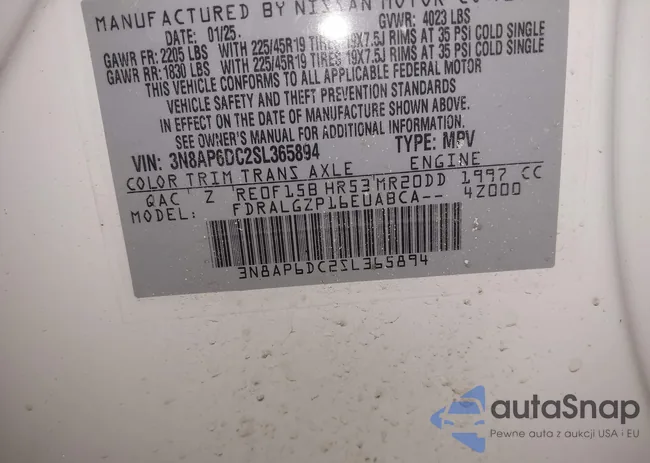 MANUFACTURED BY NISSAN MOTOR
DATE: 01/25. GVWR: 4023 LBS
GAWR FR: 2205 LBS WITH 225/45R19 TIRES 19X7.5J RIMS AT 35 PSI COLD SINGLE
GAWR RR: 1830 LBS WITH 225/45R19 TIRES 19X7.5J RIMS AT 35 PSI COLD SINGLE
THIS VEHICLE CONFORMS TO ALL APPLICABLE FEDERAL MOTOR
VEHICLE SAFETY AND THEFT PREVENTION STANDARDS
IN EFFECT ON THE DATE OF MANUFACTURE SHOWN ABOVE.
SEE OWNER'S MANUAL FOR ADDITIONAL INFORMATION.
VIN: 3N8AP6DC2SL365894 TYPE: MPV
COLOR TRIM TRANS AXLE ENGINE
QAC Z RE0F15B HR53 MR20DD 1997 CC
MODEL: FDRALGZP16EUABCA-- 4Z000
3N8AP6DC2SL365894
autaSnap
Pewne auta z aukcji USA i EU